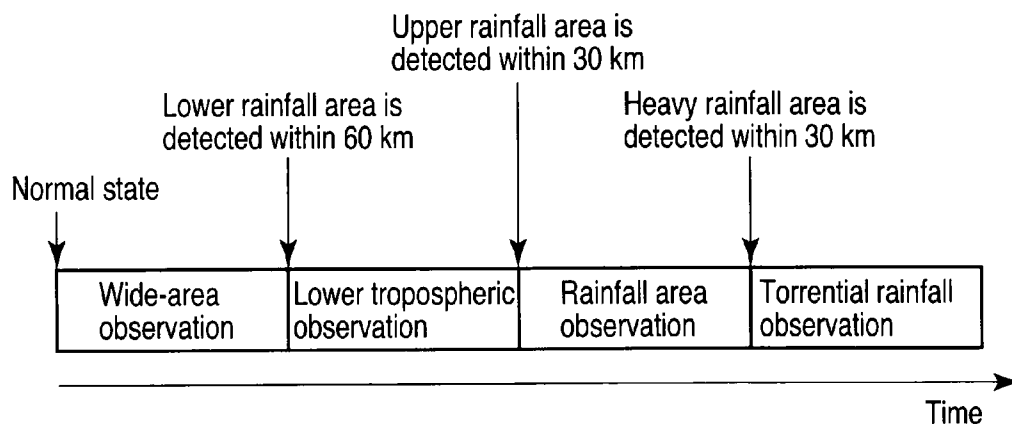 Upper rainfall area is
detected within 30 km
Lower rainfall area is
detected within 60 km
Heavy rainfall area is
detected within 30 km
Normal state
Wide-area
observation
Lower tropospheric
observation
Rainfall area
observation
Torrential rainfall
observation
Time